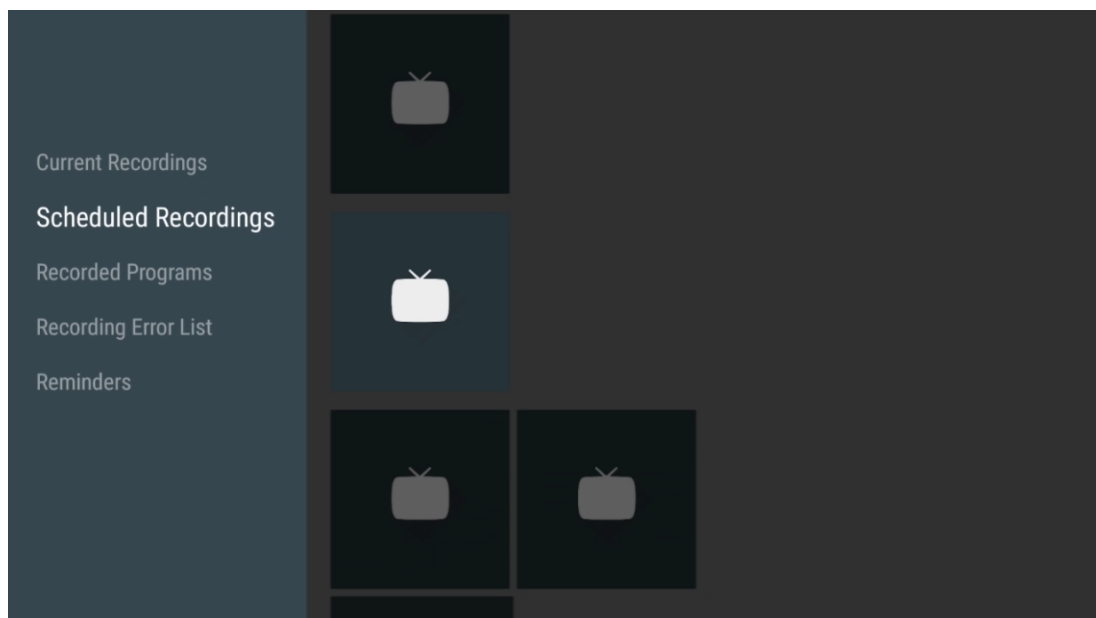 Current Recordings
Scheduled Recordings
Recorded Programs
Recording Error List
Reminders